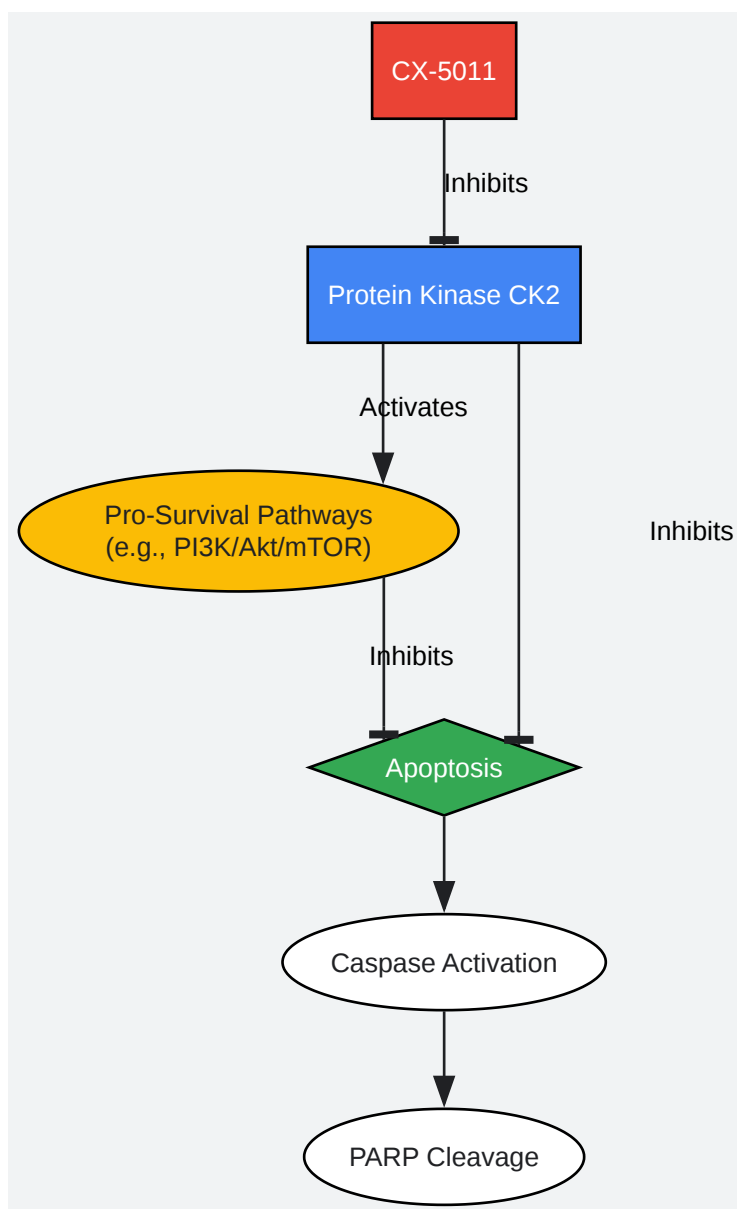 CX-5011
Inhibits
Protein Kinase CK2
Activates
Pro-Survival Pathways
(e.g., PI3K/Akt/mTOR)
Inhibits
Inhibits
Apoptosis
Caspase Activation
PARP Cleavage